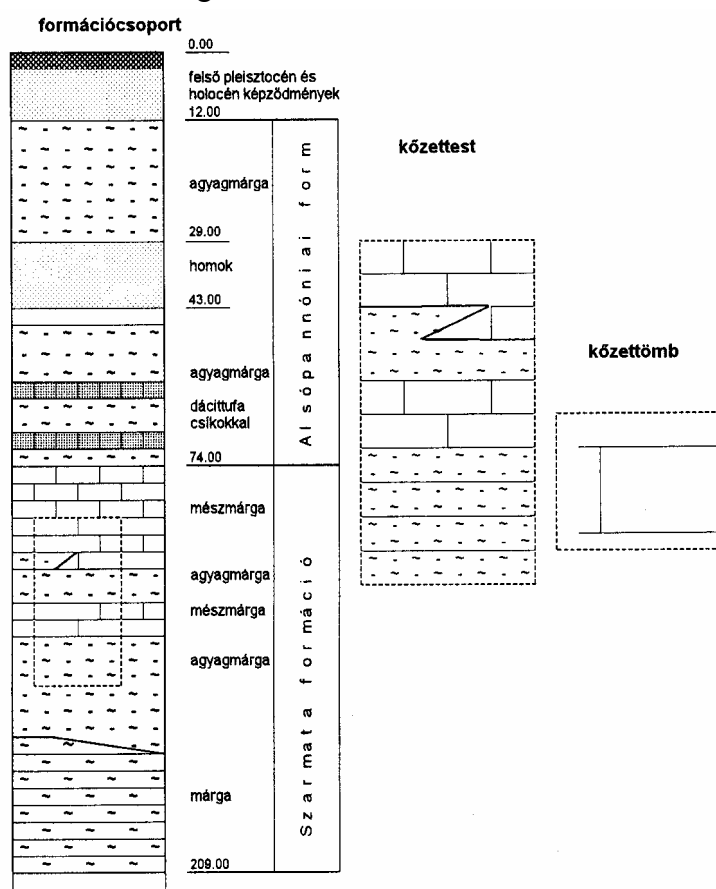 formációcsoport
0.00
felső pleisztocén és
holocén képződmények
12.00
agyagmárga
29.00
homok
43.00
agyagmárga
dácittufa
csíkokkal
74.00
mészmárga
agyagmárga
mészmárga
agyagmárga
márga
209.00
Alsópannóniai form
Szarmata formáció
kőzettest
kőzettömb